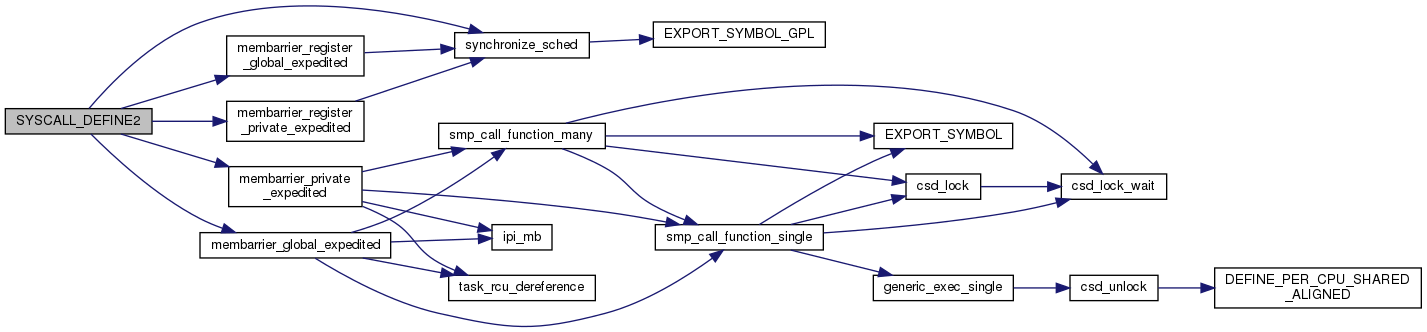 SYSCALL_DEFINE2
membarrier_register
_global_expedited
membarrier_register
_private_expedited
membarrier_private
_expedited
membarrier_global_expedited
synchronize_sched
EXPORT_SYMBOL_GPL
smp_call_function_many
ipi_mb
task_rcu_dereference
smp_call_function_single
EXPORT_SYMBOL
csd_lock
csd_lock_wait
generic_exec_single
csd_unlock
DEFINE_PER_CPU_SHARED
_ALIGNED